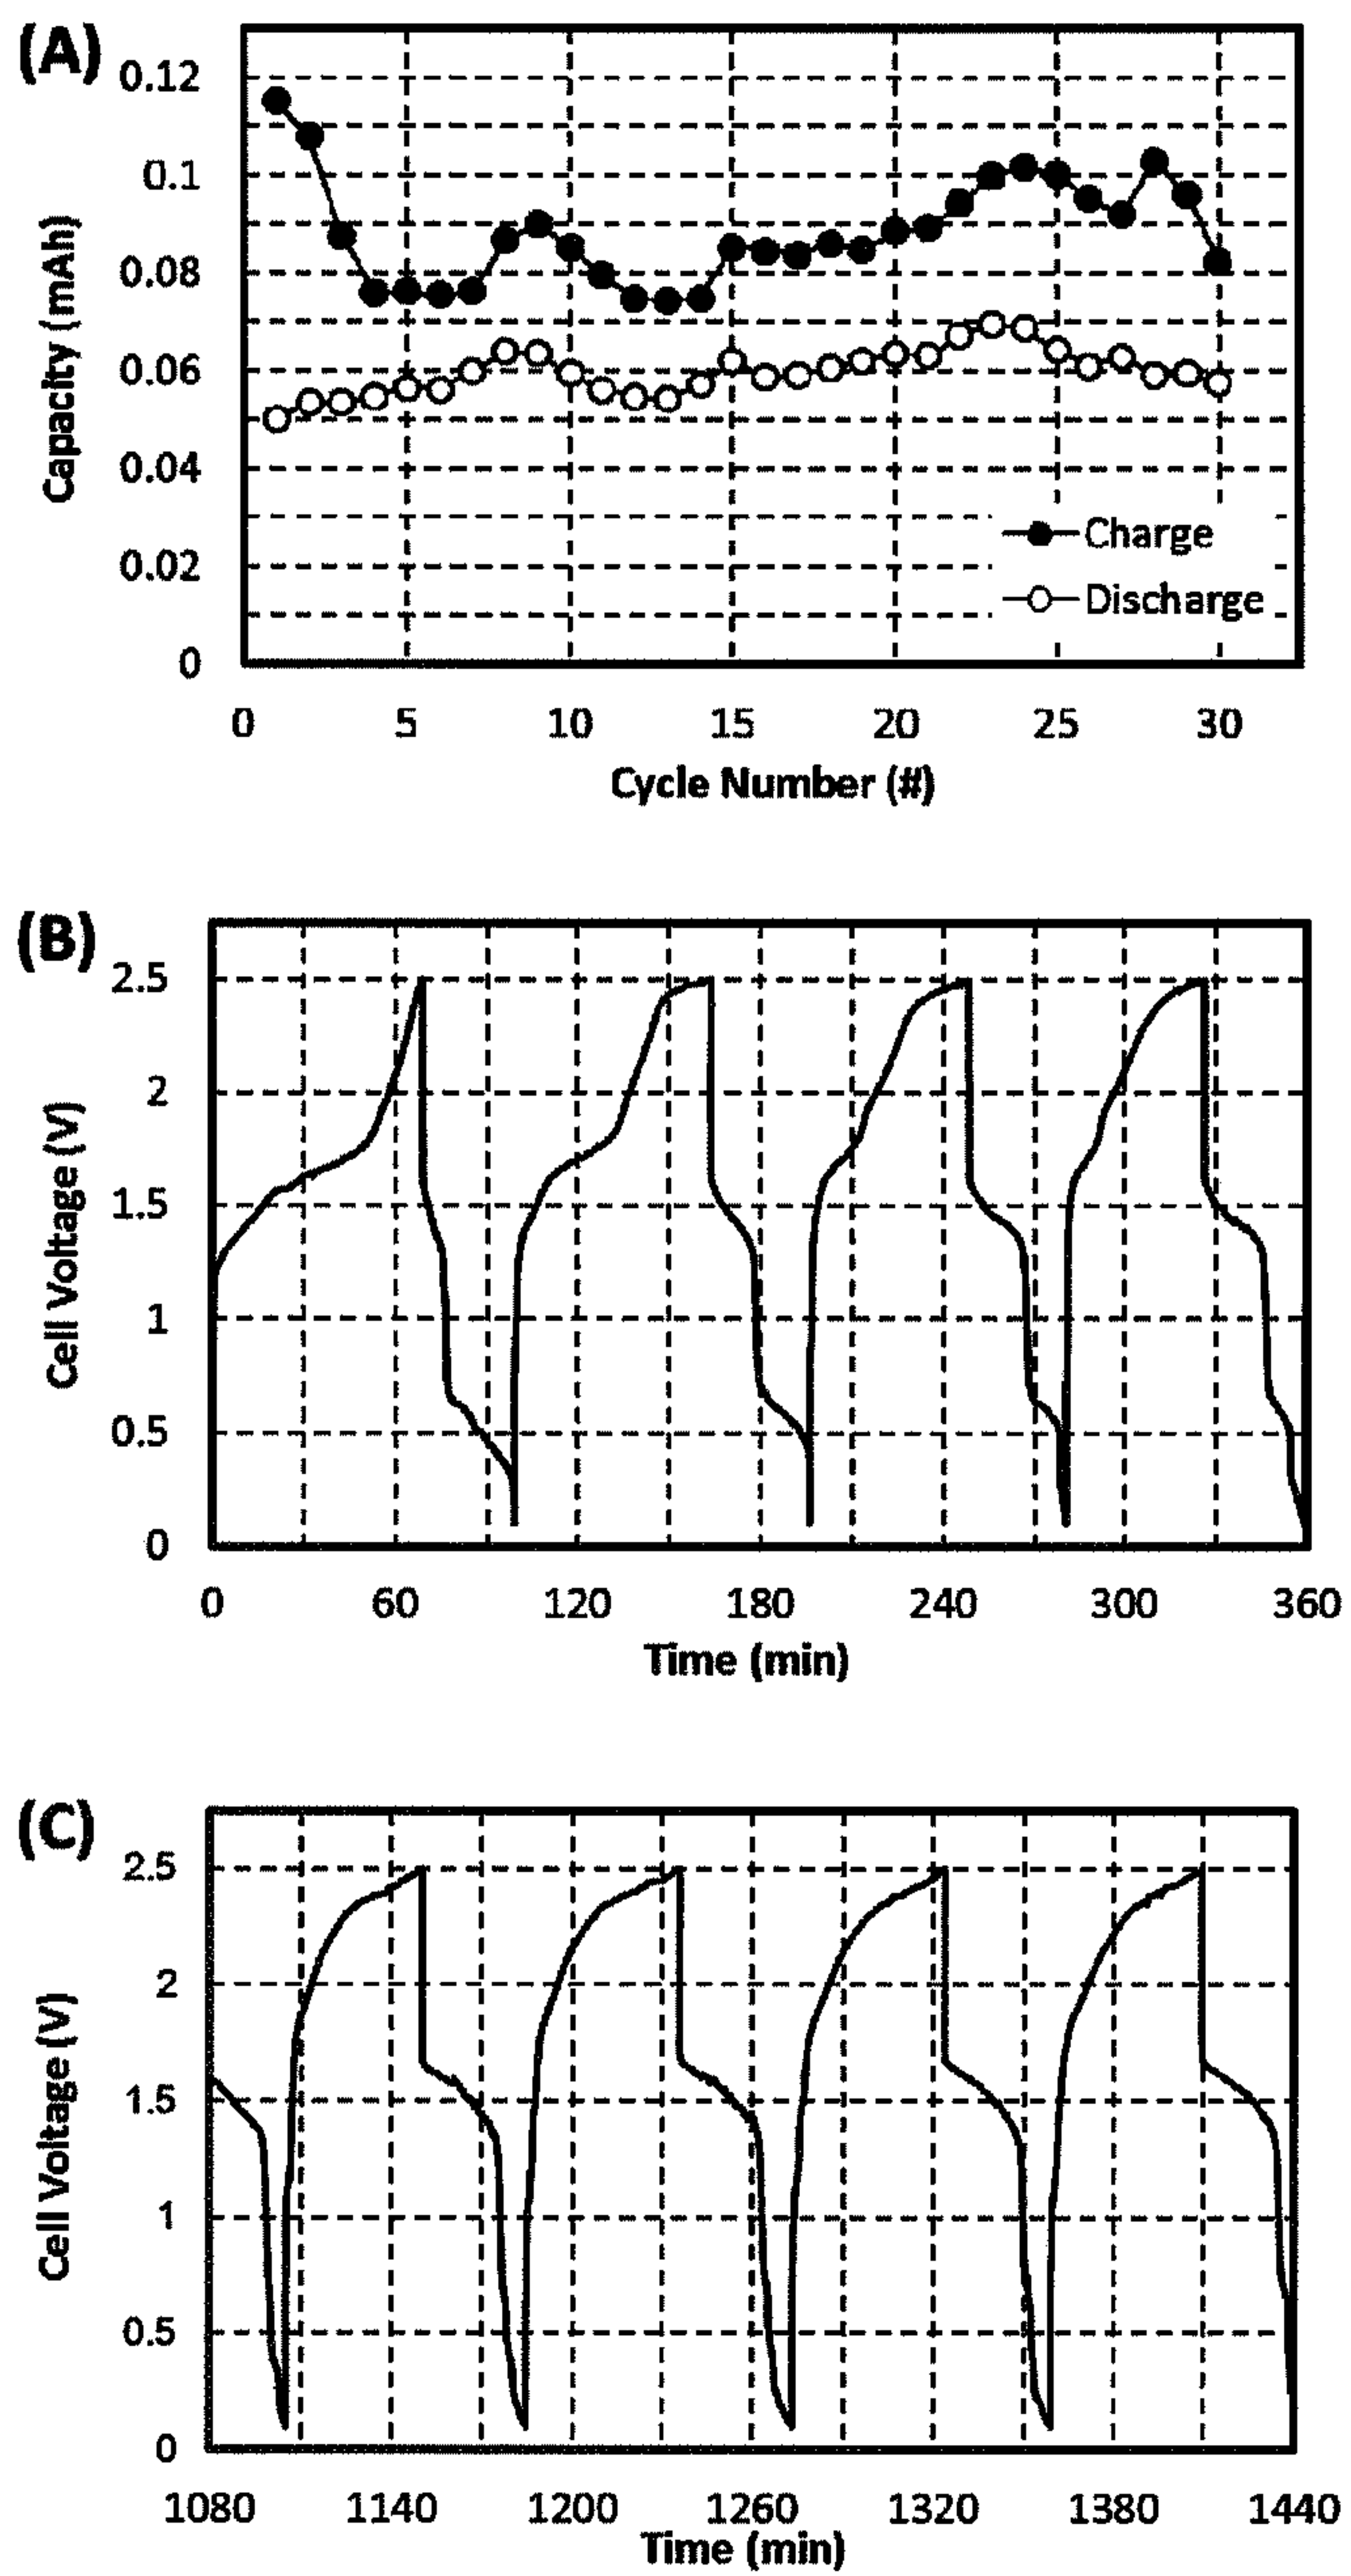 (A)
0.12
0.1
0.08
0.06
0.04
0.02
0
Capacity (mAh)
Charge
Discharge
0 5 10 15 20 25 30
Cycle Number (#)
(B)
2.5
2
1.5
1
0.5
0
Cell Voltage (V)
0 60 120 180 240 300 360
Time (min)
(C)
2.5
2
1.5
1
0.5
0
Cell Voltage (V)
1080 1140 1200 1260 1320 1380 1440
Time (min)